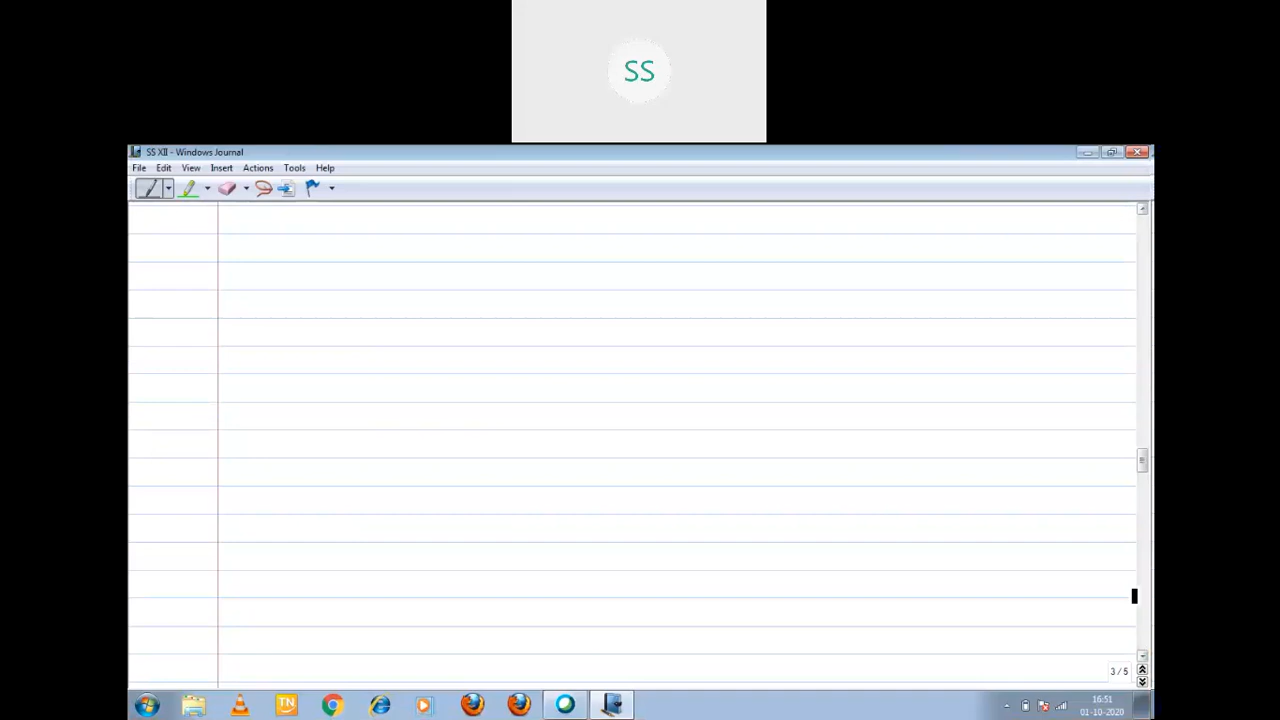 SS
SS XII - Windows Journal
File Edit View Insert Actions Tools Help
3 / 5
TN
16:51
01-10-2020